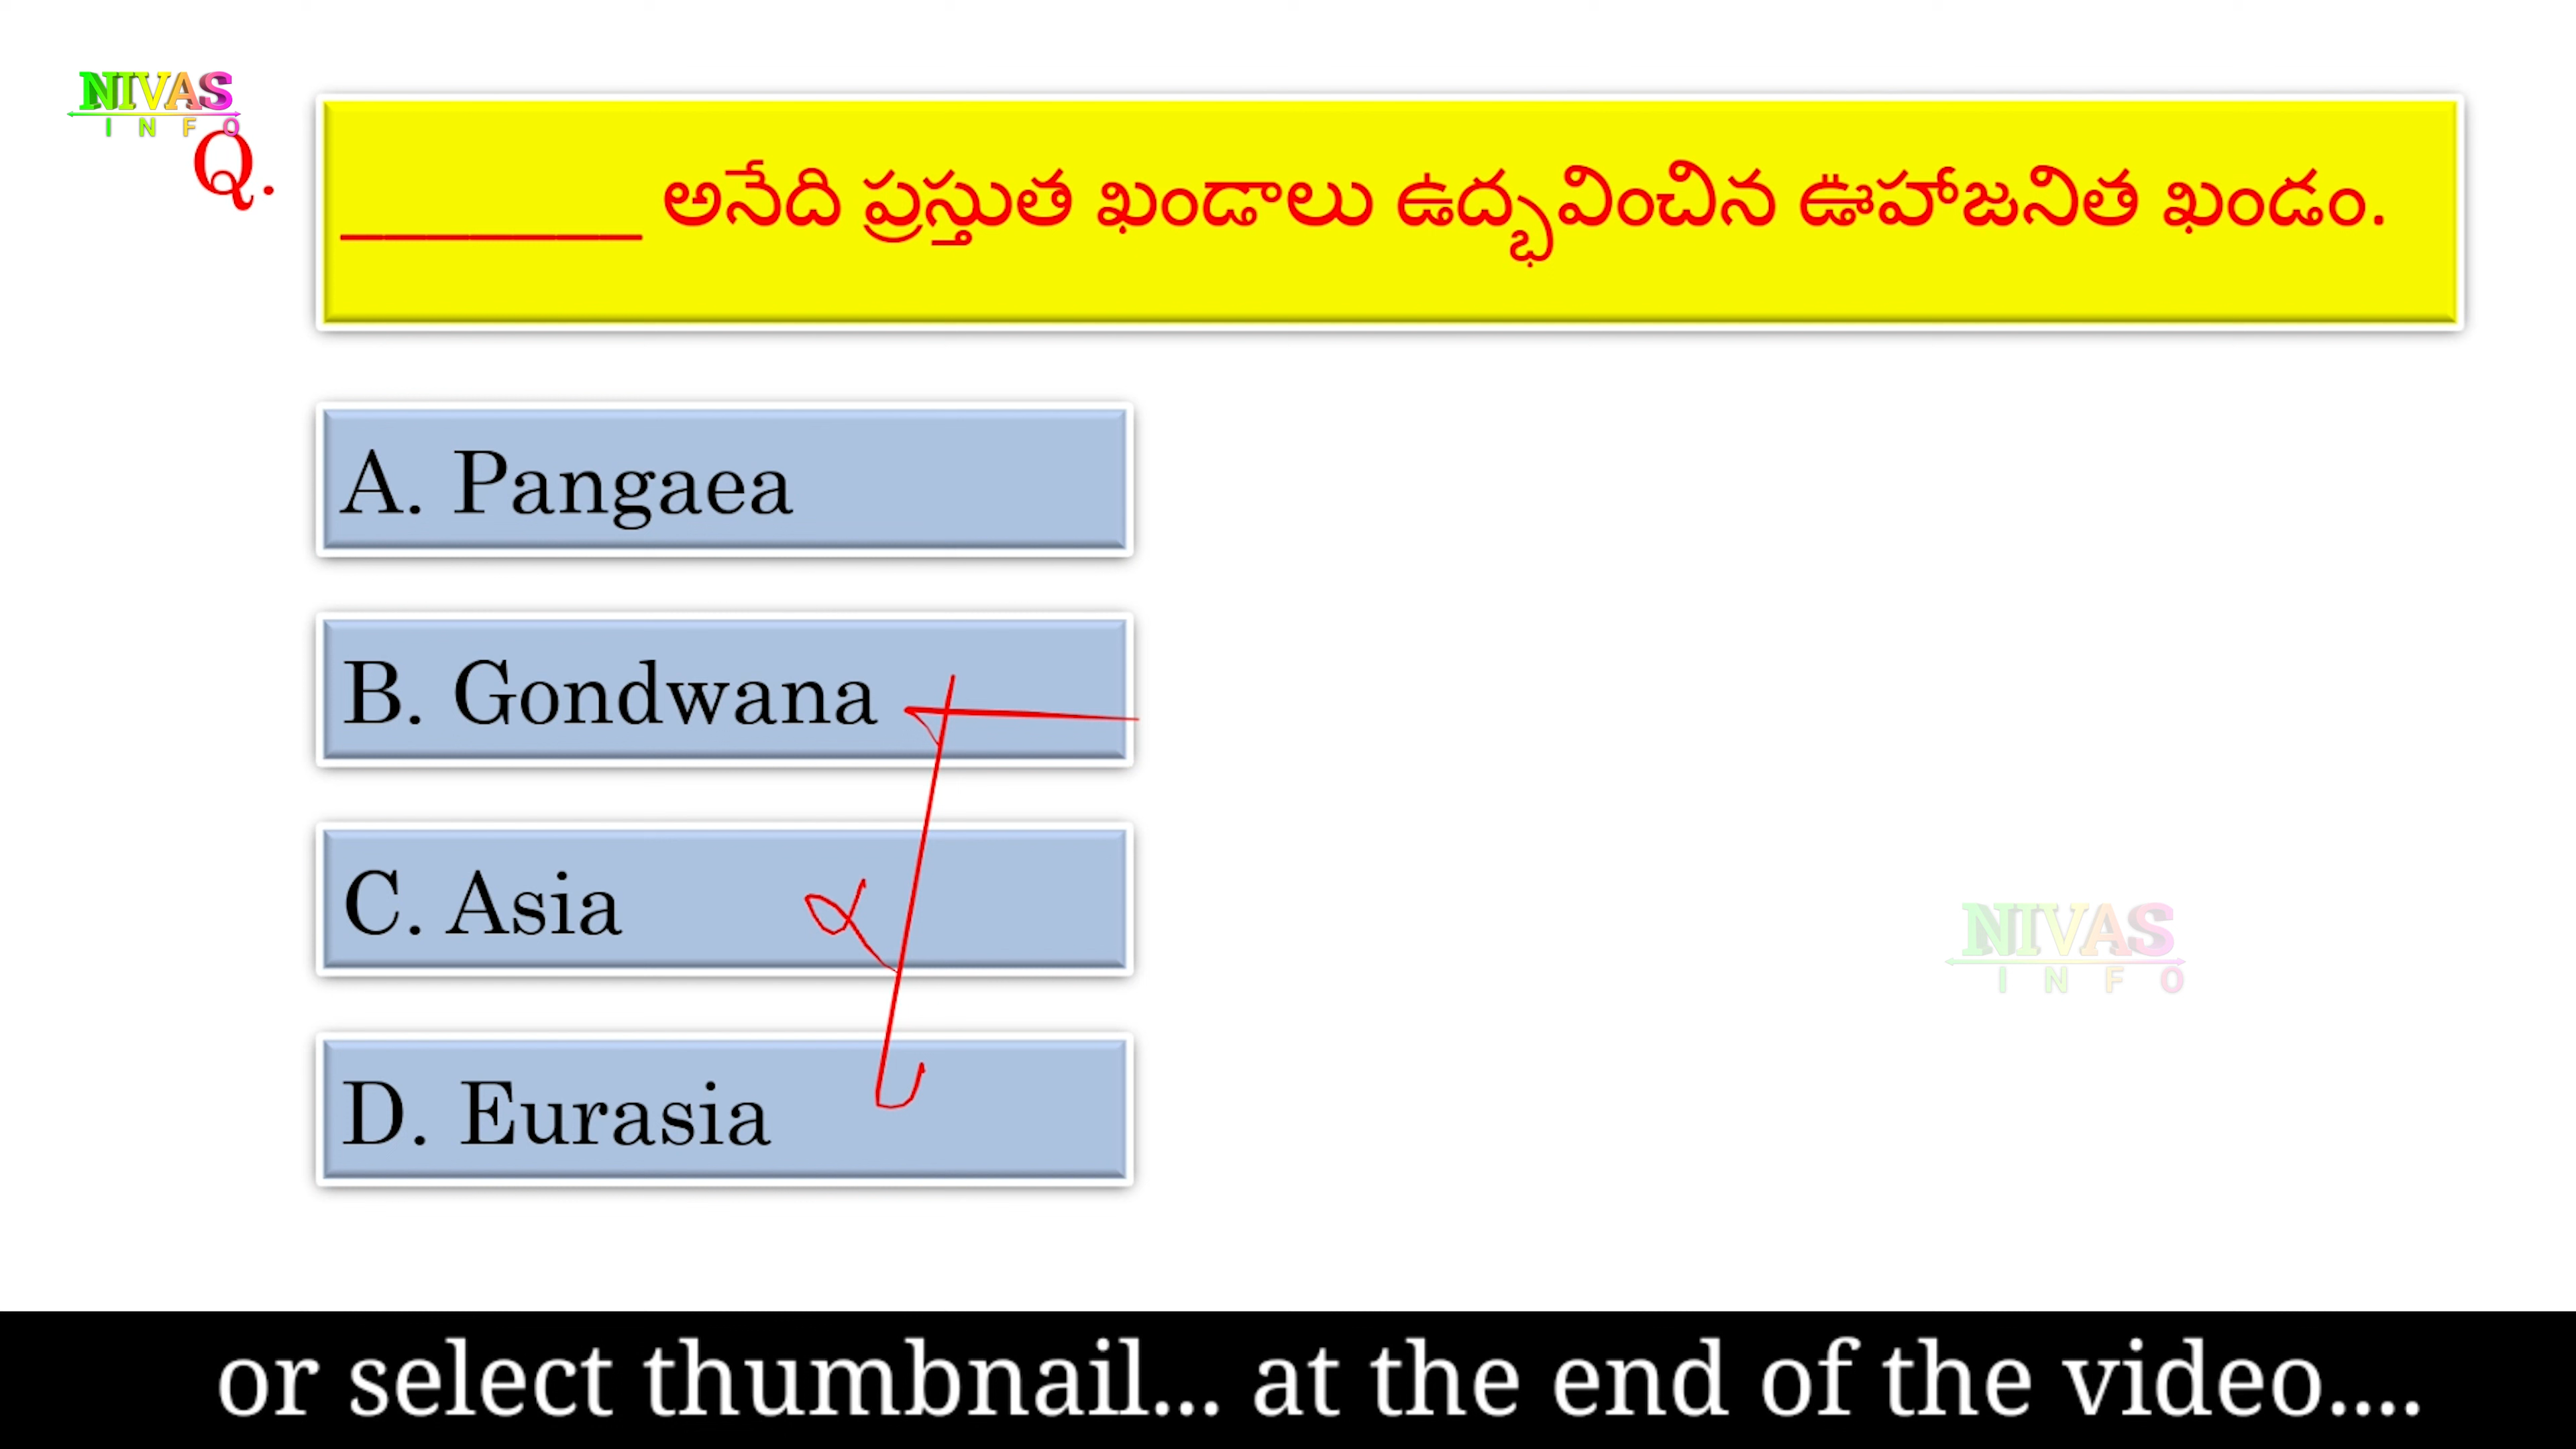 NIVAS
INFO
Q.
_______ అనేది ప్రస్తుత ఖండాలు ఉద్భవించిన ఊహాజనిత ఖండం.
A. Pangaea
B. Gondwana
C. Asia
D. Eurasia
NIVAS
INFO
or select thumbnail... at the end of the video....